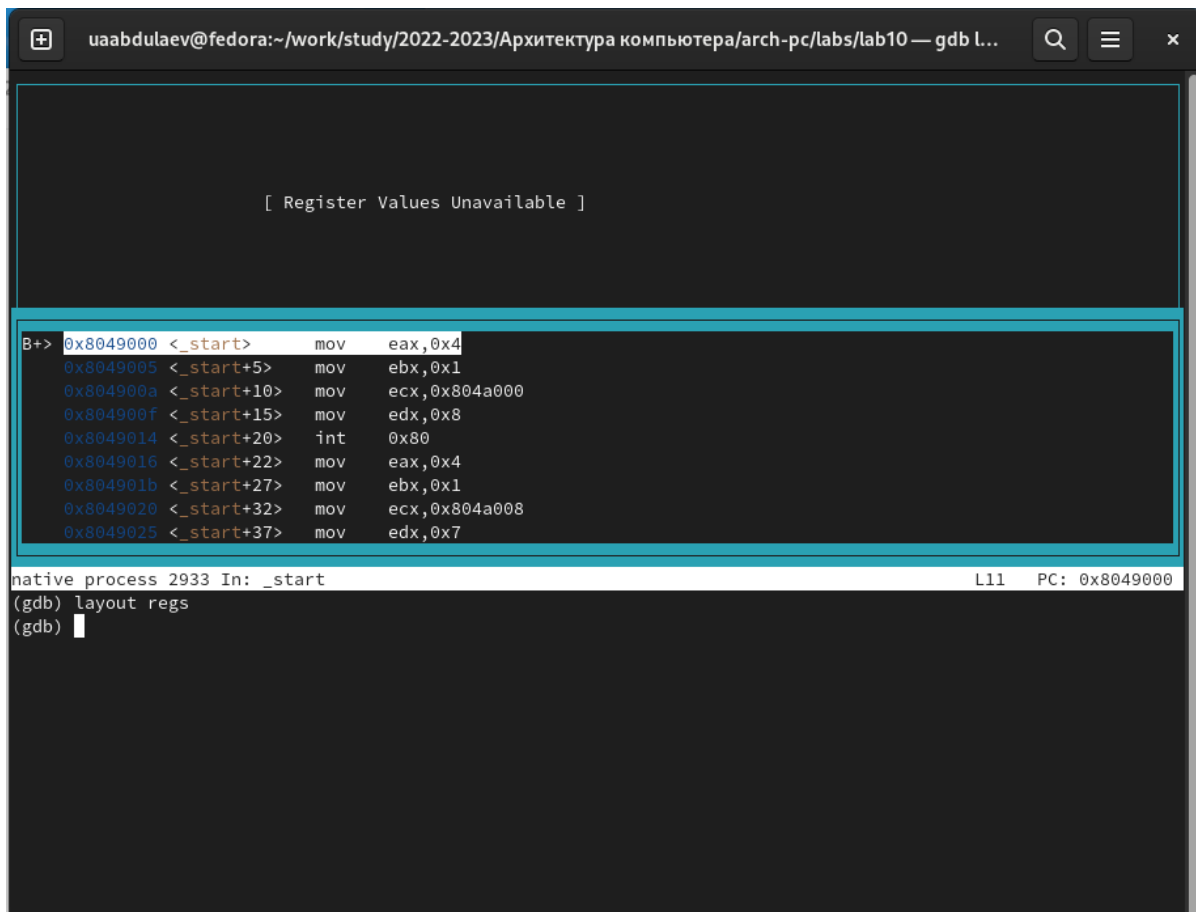 uaabdulaev@fedora:~/work/study/2022-2023/Архитектура компьютера/arch-pc/labs/lab10 — gdb l...
[ Register Values Unavailable ]
B+> 0x8049000 <_start> mov eax,0x4
0x8049005 <_start+5> mov ebx,0x1
0x804900a <_start+10> mov ecx,0x804a000
0x804900f <_start+15> mov edx,0x8
0x8049014 <_start+20> int 0x80
0x8049016 <_start+22> mov eax,0x4
0x804901b <_start+27> mov ebx,0x1
0x8049020 <_start+32> mov ecx,0x804a008
0x8049025 <_start+37> mov edx,0x7
native process 2933 In: _start L11 PC: 0x8049000
(gdb) layout regs
(gdb)